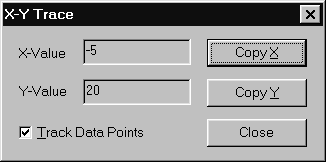 X-Y Trace
X-Value -5 Copy X
Y-Value 20 Copy Y
Track Data Points Close